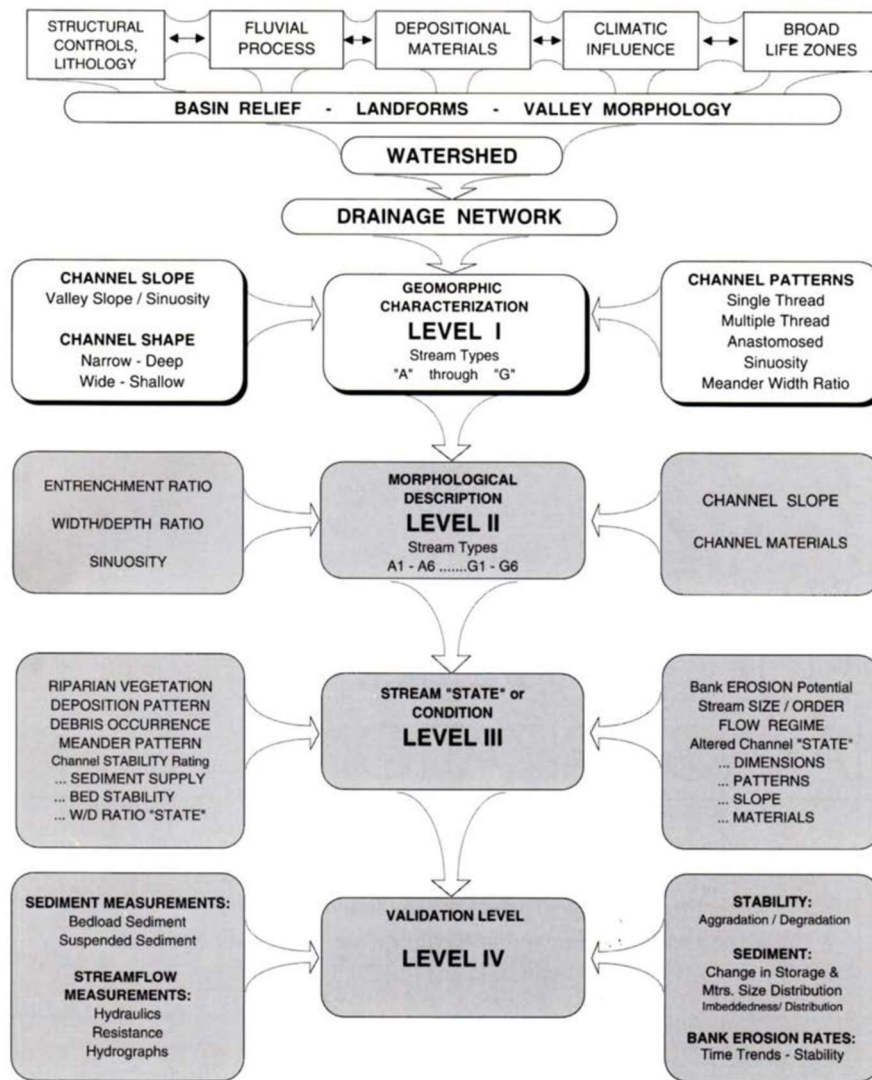 STRUCTURAL
CONTROLS,
LITHOLOGY
FLUVIAL
PROCESS
DEPOSITIONAL
MATERIALS
CLIMATIC
INFLUENCE
BROAD
LIFE ZONES
BASIN RELIEF - LANDFORMS - VALLEY MORPHOLOGY
WATERSHED
DRAINAGE NETWORK
CHANNEL SLOPE
Valley Slope / Sinuosity
CHANNEL SHAPE
Narrow - Deep
Wide - Shallow
GEOMORPHIC
CHARACTERIZATION
LEVEL I
Stream Types
"A" through "G"
CHANNEL PATTERNS
Single Thread
Multiple Thread
Anastomosed
Sinuosity
Meander Width Ratio
ENTRENCHMENT RATIO
WIDTH/DEPTH RATIO
SINUOSITY
MORPHOLOGICAL
DESCRIPTION
LEVEL II
Stream Types
A1 - A6 .......G1 - G6
CHANNEL SLOPE
CHANNEL MATERIALS
RIPARIAN VEGETATION
DEPOSITION PATTERN
DEBRIS OCCURRENCE
MEANDER PATTERN
Channel STABILITY Rating
... SEDIMENT SUPPLY
... BED STABILITY
... W/D RATIO "STATE"
STREAM "STATE" or
CONDITION
LEVEL III
Bank EROSION Potential
Stream SIZE / ORDER
FLOW REGIME
Altered Channel "STATE"
... DIMENSIONS
... PATTERNS
... SLOPE
... MATERIALS
SEDIMENT MEASUREMENTS:
Bedload Sediment
Suspended Sediment
STREAMFLOW
MEASUREMENTS:
Hydraulics
Resistance
Hydrographs
VALIDATION LEVEL
LEVEL IV
STABILITY:
Aggradation / Degradation
SEDIMENT:
Change in Storage &
Mtrs. Size Distribution
Imbeddedness/ Distribution
BANK EROSION RATES:
Time Trends - Stability